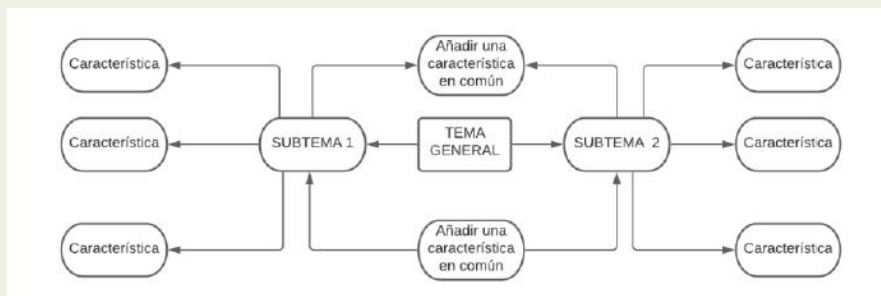 Característica
Añadir una
característica
en común
Característica
Característica
SUBTEMA 1
TEMA
GENERAL
SUBTEMA 2
Característica
Característica
Añadir una
característica
en común
Característica